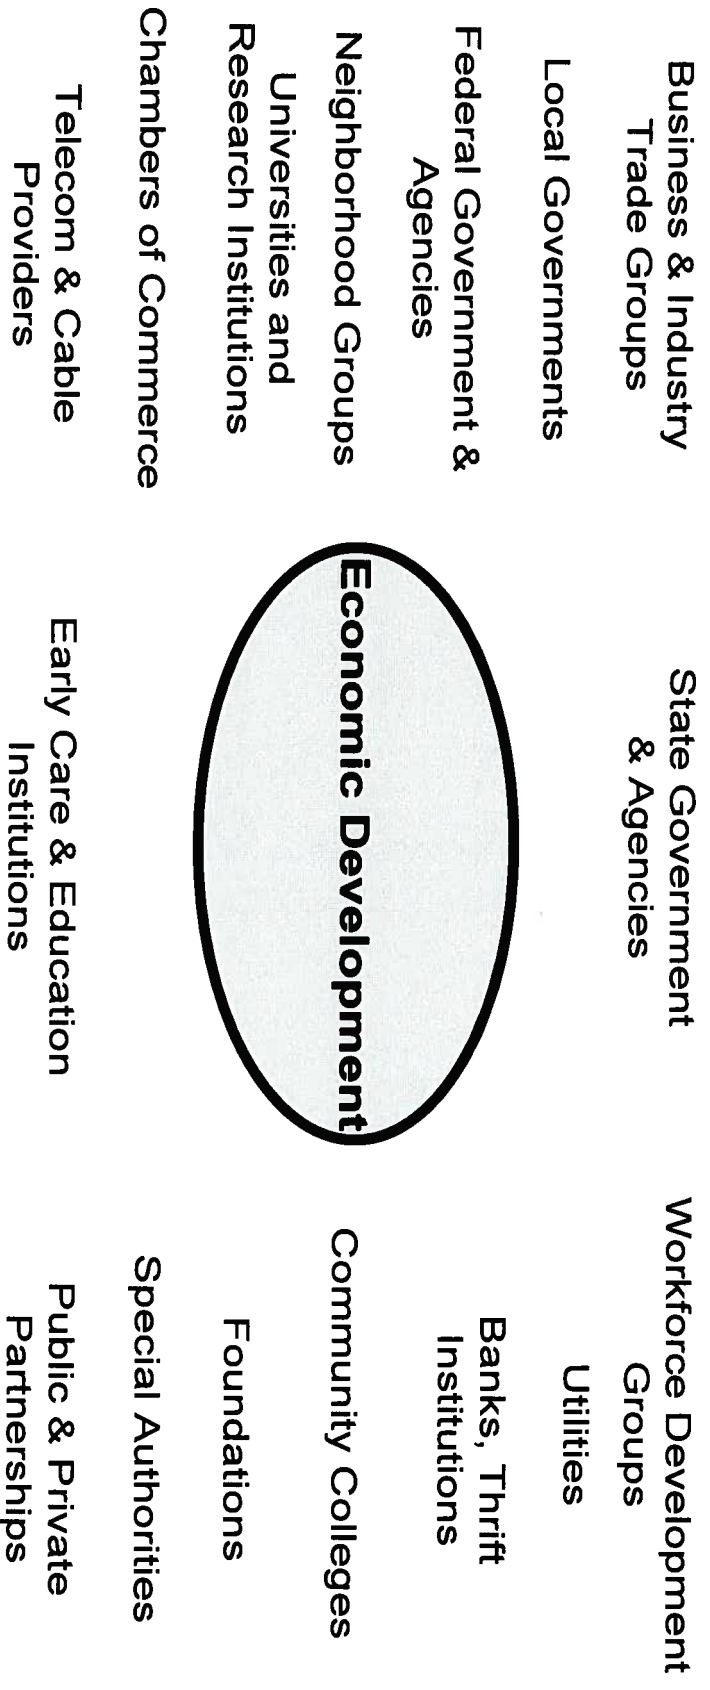 Business & Industry
Trade Groups
Local Governments
Federal Government &
Agencies
Neighborhood Groups
Universities and
Research Institutions
Chambers of Commerce
Telecom & Cable
Providers
State Government
& Agencies
Economic Development
Early Care & Education
Institutions
Workforce Development
Groups
Utilities
Banks, Thrift
Institutions
Community Colleges
Foundations
Special Authorities
Public & Private
Partnerships